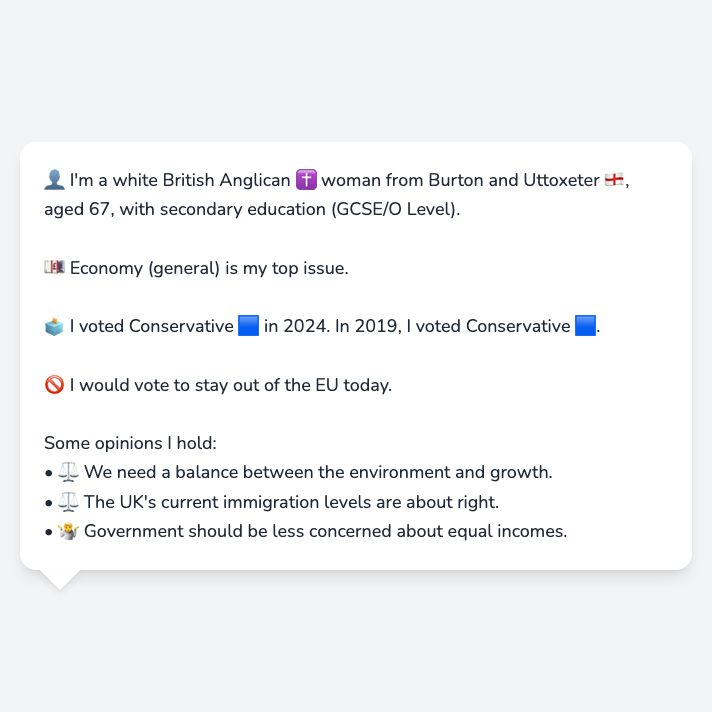 👤 I'm a white British Anglican ✝️ woman from Burton and Uttoxeter 🏴󠁧󠁢󠁥󠁮󠁧󠁿,
aged 67, with secondary education (GCSE/O Level).
💷 Economy (general) is my top issue.
🗳️ I voted Conservative 🟦 in 2024. In 2019, I voted Conservative 🟦.
🚫 I would vote to stay out of the EU today.
Some opinions I hold:
• ⚖️ We need a balance between the environment and growth.
• ⚖️ The UK's current immigration levels are about right.
• 🤷 Government should be less concerned about equal incomes.